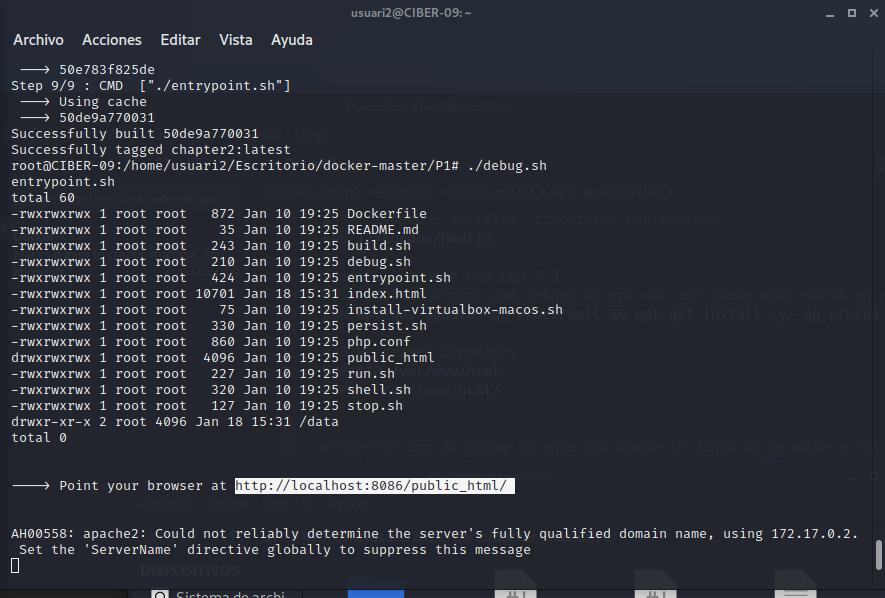 usuari2@CIBER-09: ~
Archivo Acciones Editar Vista Ayuda
---> 50e783f825de
Step 9/9 : CMD ["./entrypoint.sh"]
---> Using cache
---> 50de9a770031
Successfully built 50de9a770031
Successfully tagged chapter2:latest
root@CIBER-09:/home/usuari2/Escritorio/docker-master/P1# ./debug.sh
entrypoint.sh
total 60
-rwxrwxrwx 1 root root 872 Jan 10 19:25 Dockerfile
-rwxrwxrwx 1 root root 35 Jan 10 19:25 README.md
-rwxrwxrwx 1 root root 243 Jan 10 19:25 build.sh
-rwxrwxrwx 1 root root 210 Jan 10 19:25 debug.sh
-rwxrwxrwx 1 root root 424 Jan 10 19:25 entrypoint.sh
-rwxrwxrwx 1 root root 10701 Jan 18 15:31 index.html
-rwxrwxrwx 1 root root 75 Jan 10 19:25 install-virtualbox-macos.sh
-rwxrwxrwx 1 root root 330 Jan 10 19:25 persist.sh
-rwxrwxrwx 1 root root 860 Jan 10 19:25 php.conf
drwxrwxrwx 1 root root 4096 Jan 10 19:25 public_html
-rwxrwxrwx 1 root root 227 Jan 10 19:25 run.sh
-rwxrwxrwx 1 root root 320 Jan 10 19:25 shell.sh
-rwxrwxrwx 1 root root 127 Jan 10 19:25 stop.sh
drwxr-xr-x 2 root root 4096 Jan 18 15:31 /data
total 0
----> Point your browser at http://localhost:8086/public_html/
AH00558: apache2: Could not reliably determine the server's fully qualified domain name, using 172.17.0.2.
Set the 'ServerName' directive globally to suppress this message
DISPOSITIVOS
Sistema de archi